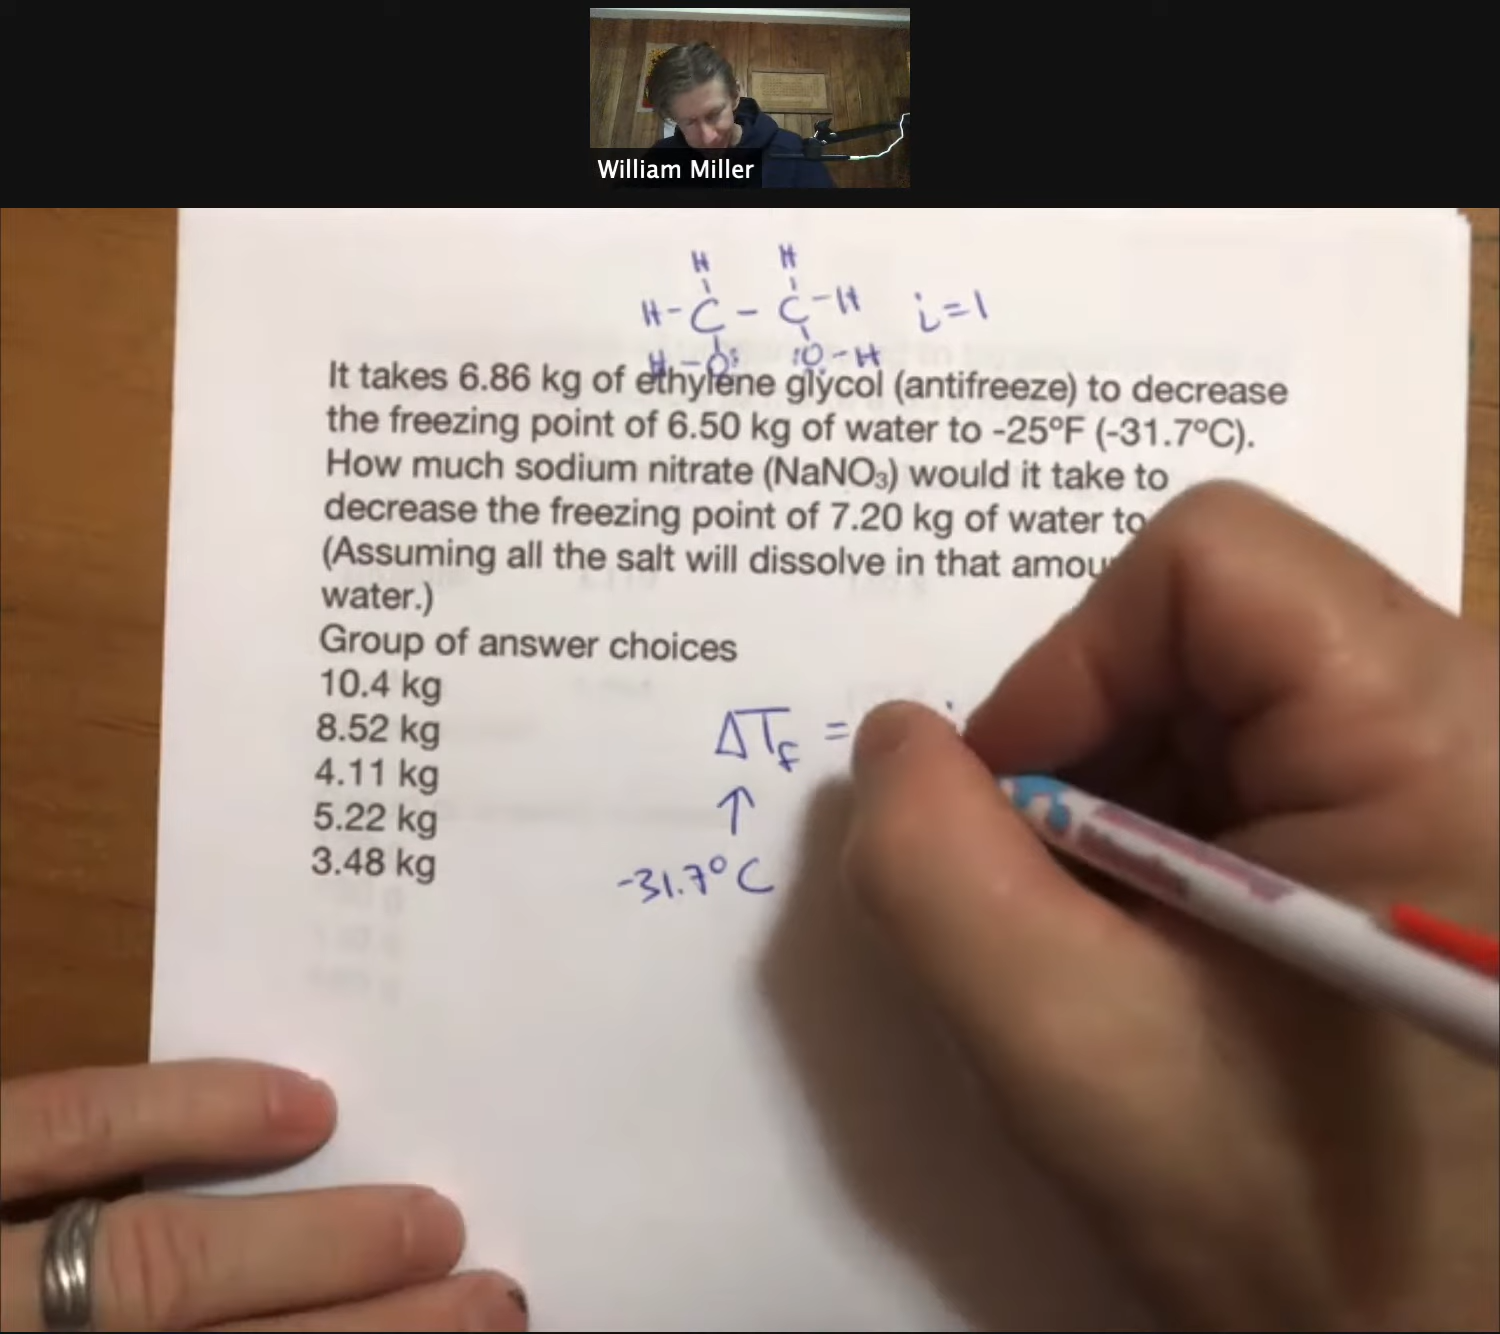 William Miller
H H
H-C-C-H i=1
H-O: :O-H
It takes 6.86 kg of ethylene glycol (antifreeze) to decrease
the freezing point of 6.50 kg of water to -25°F (-31.7°C).
How much sodium nitrate (NaNO₃) would it take to
decrease the freezing point of 7.20 kg of water to
(Assuming all the salt will dissolve in that amou
water.)
Group of answer choices
10.4 kg
8.52 kg
4.11 kg
5.22 kg
3.48 kg
ΔTf =
↑
-31.7°C